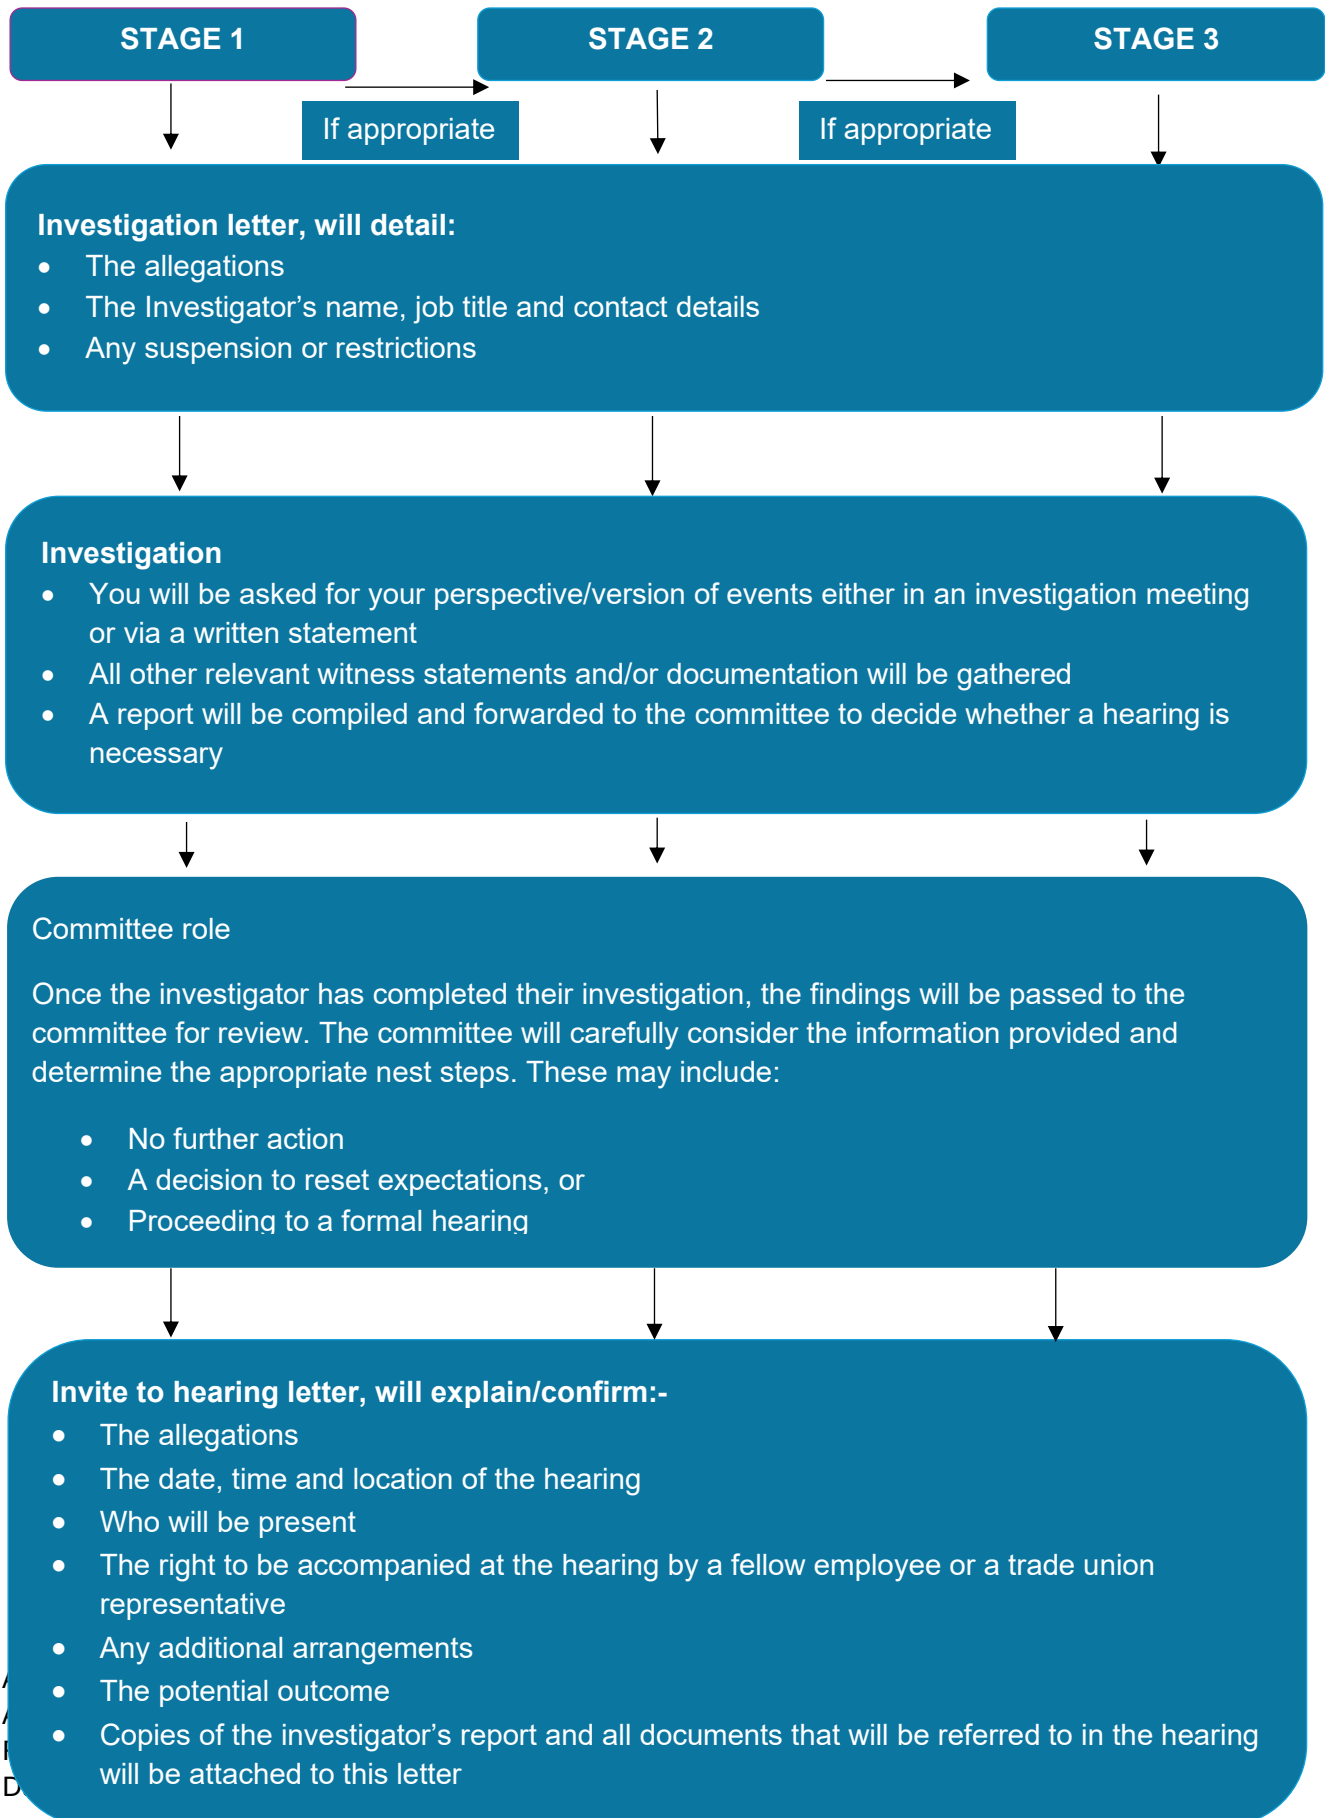 STAGE 1
STAGE 2
STAGE 3
If appropriate
If appropriate
Investigation letter, will detail:
• The allegations
• The Investigator’s name, job title and contact details
• Any suspension or restrictions
Investigation
• You will be asked for your perspective/version of events either in an investigation meeting
or via a written statement
• All other relevant witness statements and/or documentation will be gathered
• A report will be compiled and forwarded to the committee to decide whether a hearing is
necessary
Committee role
Once the investigator has completed their investigation, the findings will be passed to the
committee for review. The committee will carefully consider the information provided and
determine the appropriate nest steps. These may include:
• No further action
• A decision to reset expectations, or
• Proceeding to a formal hearing
Invite to hearing letter, will explain/confirm:-
• The allegations
• The date, time and location of the hearing
• Who will be present
• The right to be accompanied at the hearing by a fellow employee or a trade union
representative
• Any additional arrangements
• The potential outcome
• Copies of the investigator’s report and all documents that will be referred to in the hearing
will be attached to this letter